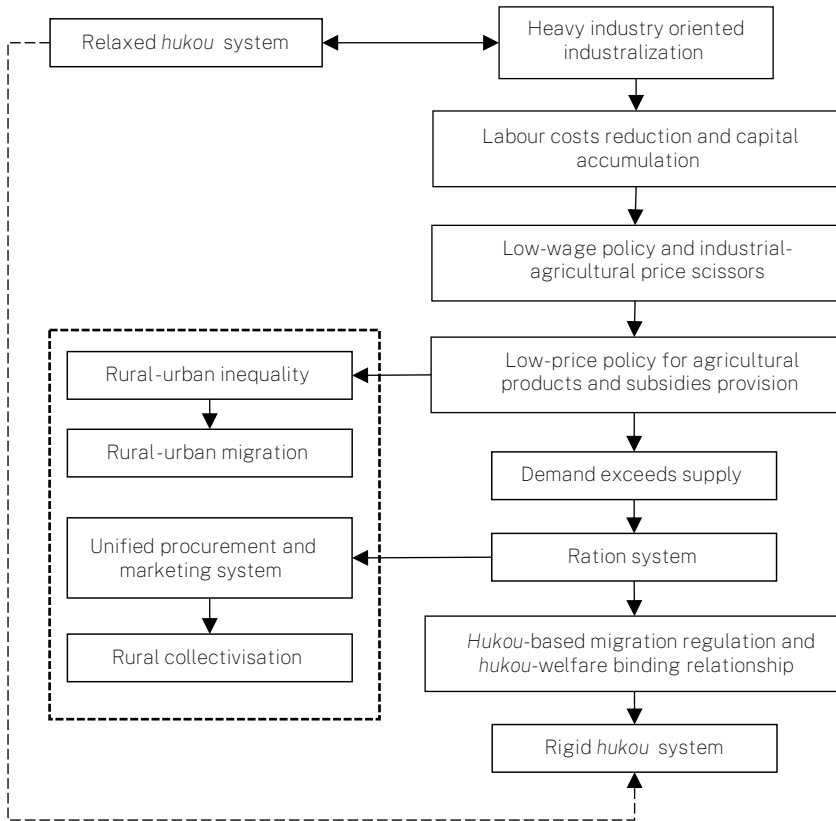 Relaxed hukou system
Heavy industry oriented
industralization
Labour costs reduction and capital
accumulation
Low-wage policy and industrial-
agricultural price scissors
Rural-urban inequality
Low-price policy for agricultural
products and subsidies provision
Rural-urban migration
Demand exceeds supply
Unified procurement and
marketing system
Ration system
Rural collectivisation
Hukou-based migration regulation and
hukou-welfare binding relationship
Rigid hukou system